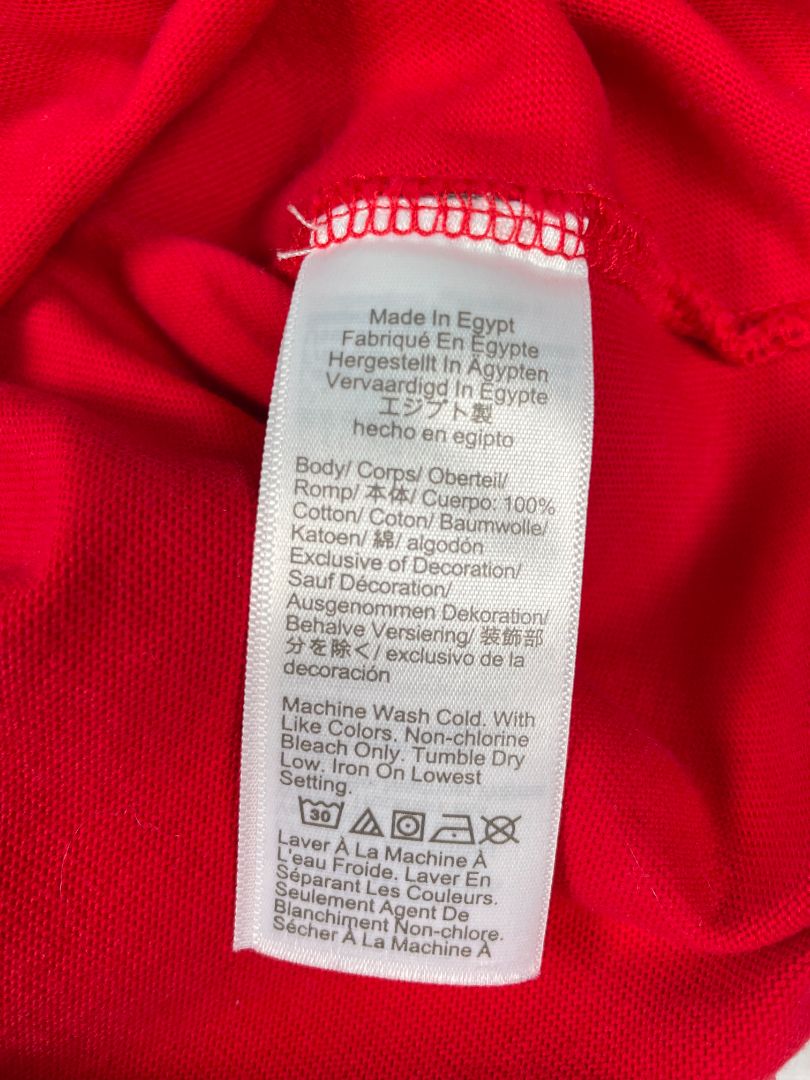 Made In Egypt
Fabriqué En Égypte
Hergestellt In Ägypten
Vervaardigd In Egypte
エジプト製
hecho en egipto
Body/ Corps/ Oberteil/
Romp/ 本体/ Cuerpo: 100%
Cotton/ Coton/ Baumwolle/
Katoen/ 綿/ algodón
Exclusive of Decoration/
Sauf Décoration/
Ausgenommen Dekoration/
Behalve Versiering/ 装飾部
分を除く/ exclusivo de la
decoración
Machine Wash Cold. With
Like Colors. Non-chlorine
Bleach Only. Tumble Dry
Low. Iron On Lowest
Setting.
30
Laver À La Machine À
L'eau Froide. Laver En
Séparant Les Couleurs.
Seulement Agent De
Blanchiment Non-chlore.
Sécher À La Machine À